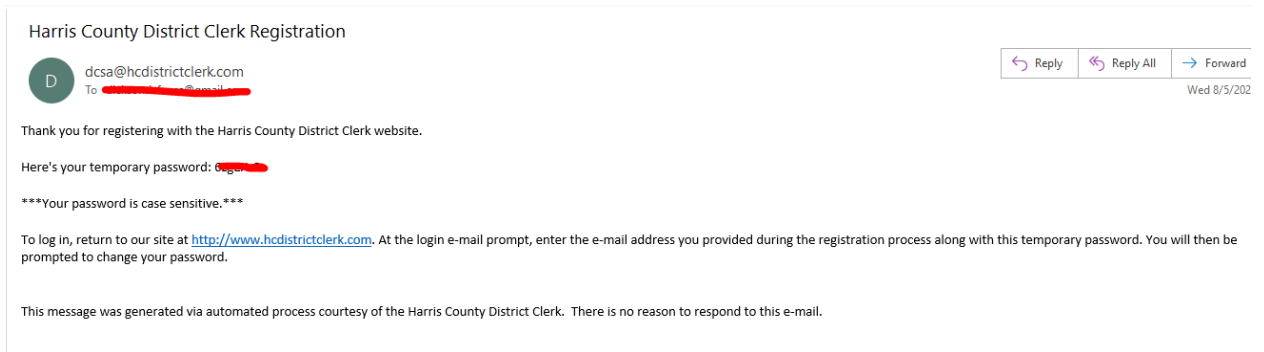 Harris County District Clerk Registration
D
dcsa@hcdistrictclerk.com
To
Reply
Reply All
Forward
Wed 8/5/202
Thank you for registering with the Harris County District Clerk website.
Here's your temporary password:
***Your password is case sensitive.***
To log in, return to our site at http://www.hcdistrictclerk.com. At the login e-mail prompt, enter the e-mail address you provided during the registration process along with this temporary password. You will then be
prompted to change your password.
This message was generated via automated process courtesy of the Harris County District Clerk.  There is no reason to respond to this e-mail.